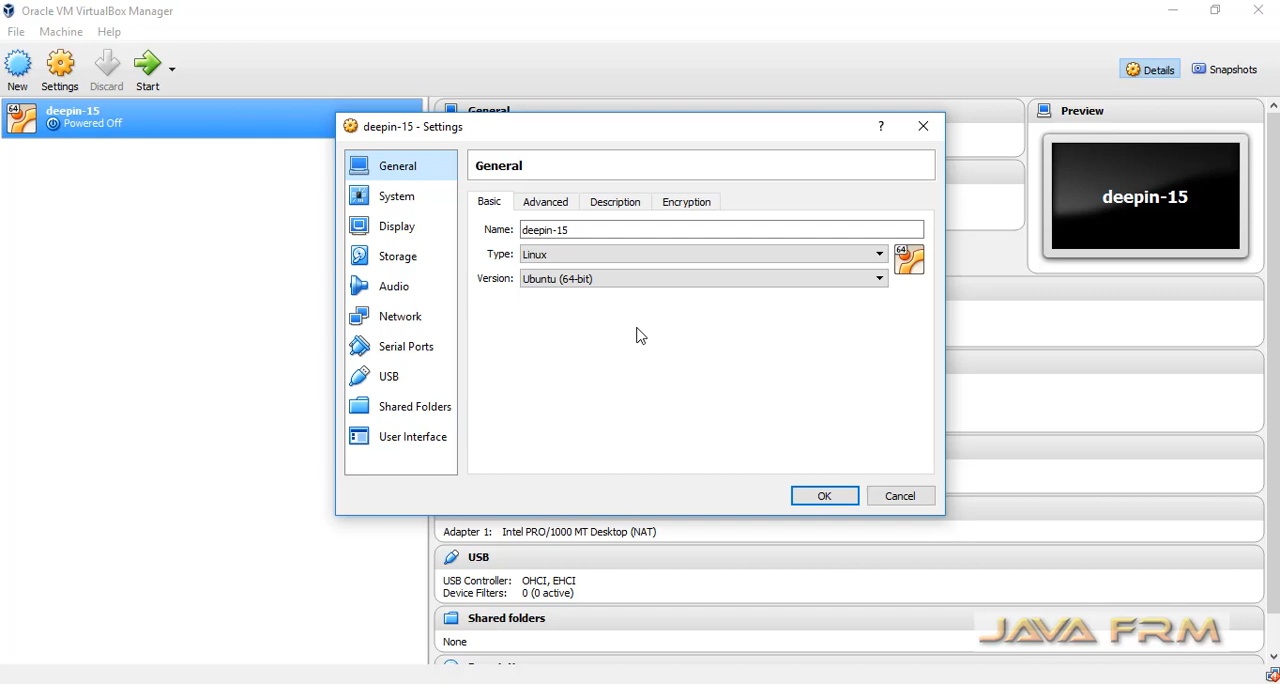 Oracle VM VirtualBox Manager
File Machine Help
New Settings Discard Start
Details Snapshots
64
deepin-15
Powered Off
General
Preview
deepin-15
deepin-15 - Settings
?
General
System
Display
Storage
Audio
Network
Serial Ports
USB
Shared Folders
User Interface
General
Basic Advanced Description Encryption
Name: deepin-15
Type: Linux
64
Version: Ubuntu (64-bit)
OK Cancel
Adapter 1: Intel PRO/1000 MT Desktop (NAT)
USB
USB Controller: OHCI, EHCI
Device Filters: 0 (0 active)
Shared folders
None
JAVA FRM